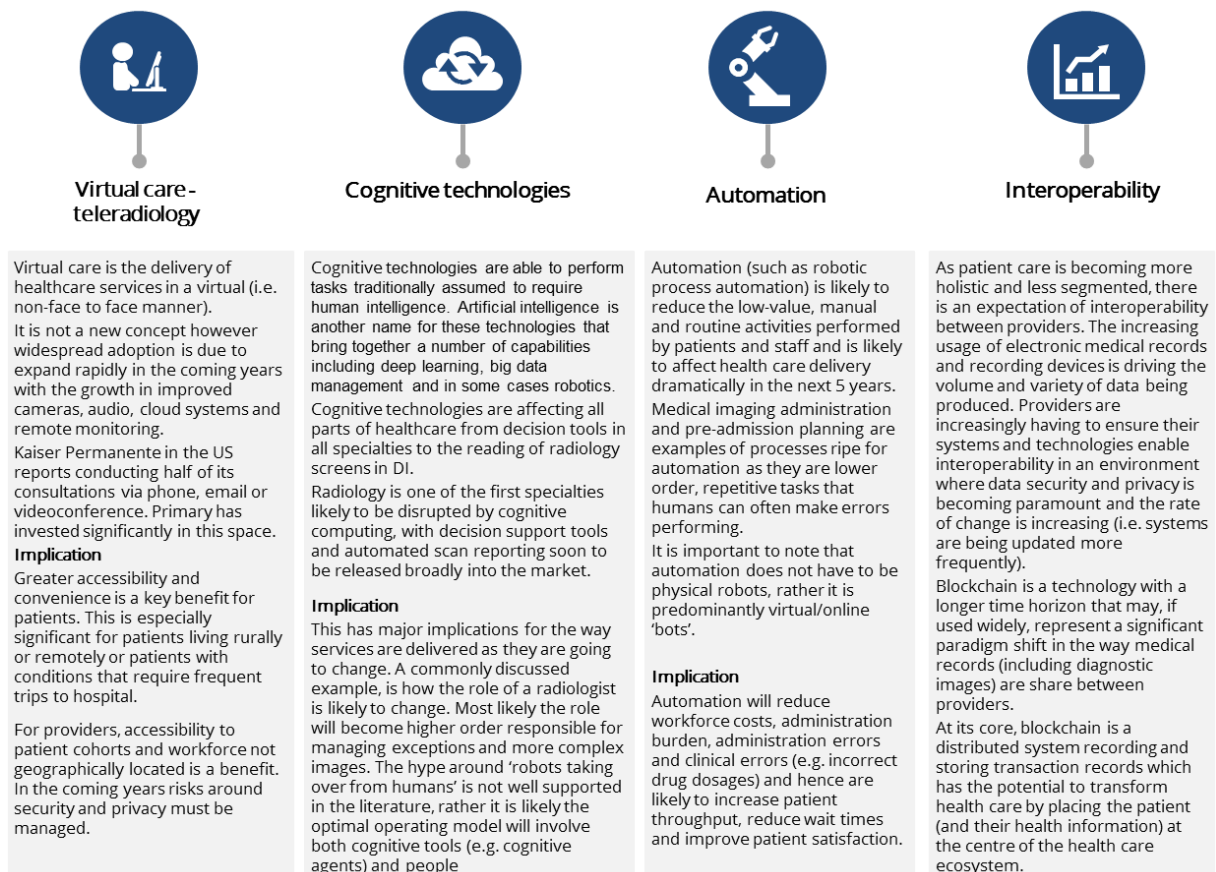 Virtual care -
teleradiology
Virtual care is the delivery of
healthcare services in a virtual (i.e.
non-face to face manner).
It is not a new concept however
widespread adoption is due to
expand rapidly in the coming years
with the growth in improved
cameras, audio, cloud systems and
remote monitoring.
Kaiser Permanente in the US
reports conducting half of its
consultations via phone, email or
videoconference. Primary has
invested significantly in this space.
Implication
Greater accessibility and
convenience is a key benefit for
patients. This is especially
significant for patients living rurally
or remotely or patients with
conditions that require frequent
trips to hospital.
For providers, accessibility to
patient cohorts and workforce not
geographically located is a benefit.
In the coming years risks around
security and privacy must be
managed.
Cognitive technologies
Cognitive technologies are able to perform
tasks traditionally assumed to require
human intelligence. Artificial intelligence is
another name for these technologies that
bring together a number of capabilities
including deep learning, big data
management and in some cases robotics.
Cognitive technologies are affecting all
parts of healthcare from decision tools in
all specialties to the reading of radiology
screens in DI.
Radiology is one of the first specialties
likely to be disrupted by cognitive
computing, with decision support tools
and automated scan reporting soon to
be released broadly into the market.
Implication
This has major implications for the way
services are delivered as they are going
to change. A commonly discussed
example, is how the role of a radiologist
is likely to change. Most likely the role
will become higher order responsible for
managing exceptions and more complex
images. The hype around ‘robots taking
over from humans’ is not well supported
in the literature, rather it is likely the
optimal operating model will involve
both cognitive tools (e.g. cognitive
agents) and people
Automation
Automation (such as robotic
process automation) is likely to
reduce the low-value, manual
and routine activities performed
by patients and staff and is likely
to affect health care delivery
dramatically in the next 5 years.
Medical imaging administration
and pre-admission planning are
examples of processes ripe for
automation as they are lower
order, repetitive tasks that
humans can often make errors
performing.
It is important to note that
automation does not have to be
physical robots, rather it is
predominantly virtual/online
‘bots’.
Implication
Automation will reduce
workforce costs, administration
burden, administration errors
and clinical errors (e.g. incorrect
drug dosages) and hence are
likely to increase patient
throughput, reduce wait times
and improve patient satisfaction.
Interoperability
As patient care is becoming more
holistic and less segmented, there
is an expectation of interoperability
between providers. The increasing
usage of electronic medical records
and recording devices is driving the
volume and variety of data being
produced. Providers are
increasingly having to ensure their
systems and technologies enable
interoperability in an environment
where data security and privacy is
becoming paramount and the rate
of change is increasing (i.e. systems
are being updated more
frequently).
Blockchain is a technology with a
longer time horizon that may, if
used widely, represent a significant
paradigm shift in the way medical
records (including diagnostic
images) are share between
providers.
At its core, blockchain is a
distributed system recording and
storing transaction records which
has the potential to transform
health care by placing the patient
(and their health information) at
the centre of the health care
ecosystem.